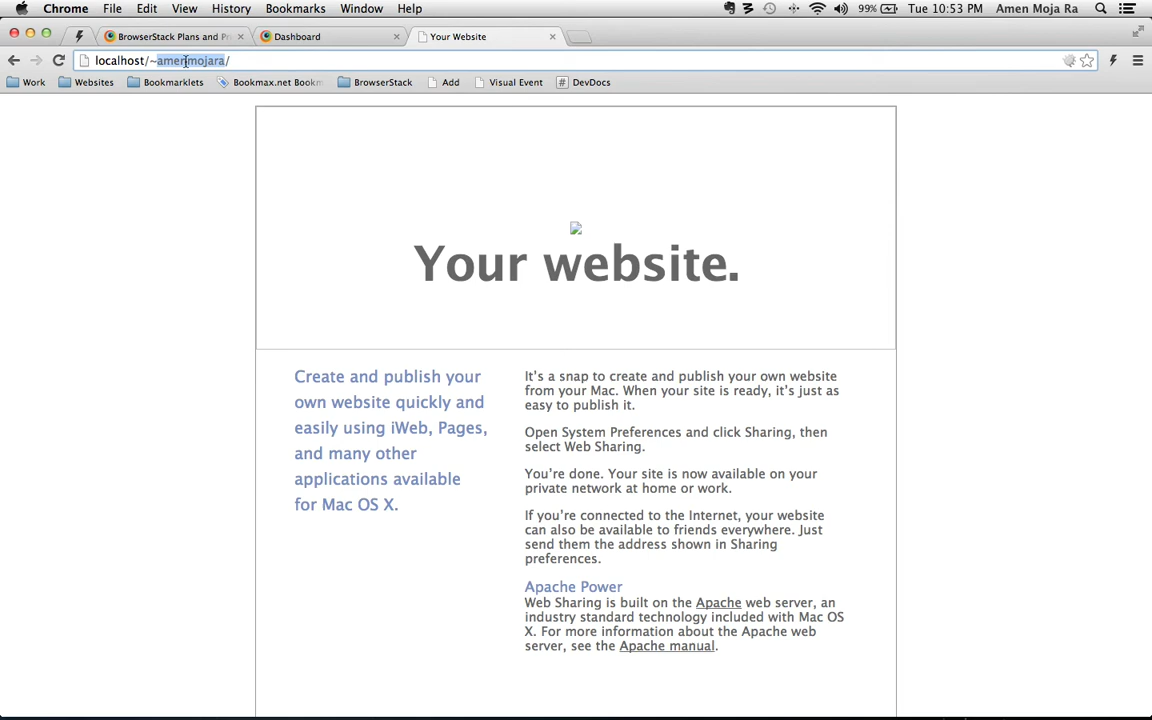 Chrome File Edit View History Bookmarks Window Help 99% Tue 10:53 PM Amen Moja Ra
BrowserStack Plans and Pri Dashboard Your Website
localhost/~amenmojara/
Work Websites Bookmarklets Bookmax.net Bookm BrowserStack Add Visual Event # DevDocs
Your website.
Create and publish your
own website quickly and
easily using iWeb, Pages,
and many other
applications available
for Mac OS X.
It's a snap to create and publish your own website
from your Mac. When your site is ready, it's just as
easy to publish it.
Open System Preferences and click Sharing, then
select Web Sharing.
You're done. Your site is now available on your
private network at home or work.
If you're connected to the Internet, your website
can also be available to friends everywhere. Just
send them the address shown in Sharing
preferences.
Apache Power
Web Sharing is built on the Apache web server, an
industry standard technology included with Mac OS
X. For more information about the Apache web
server, see the Apache manual.